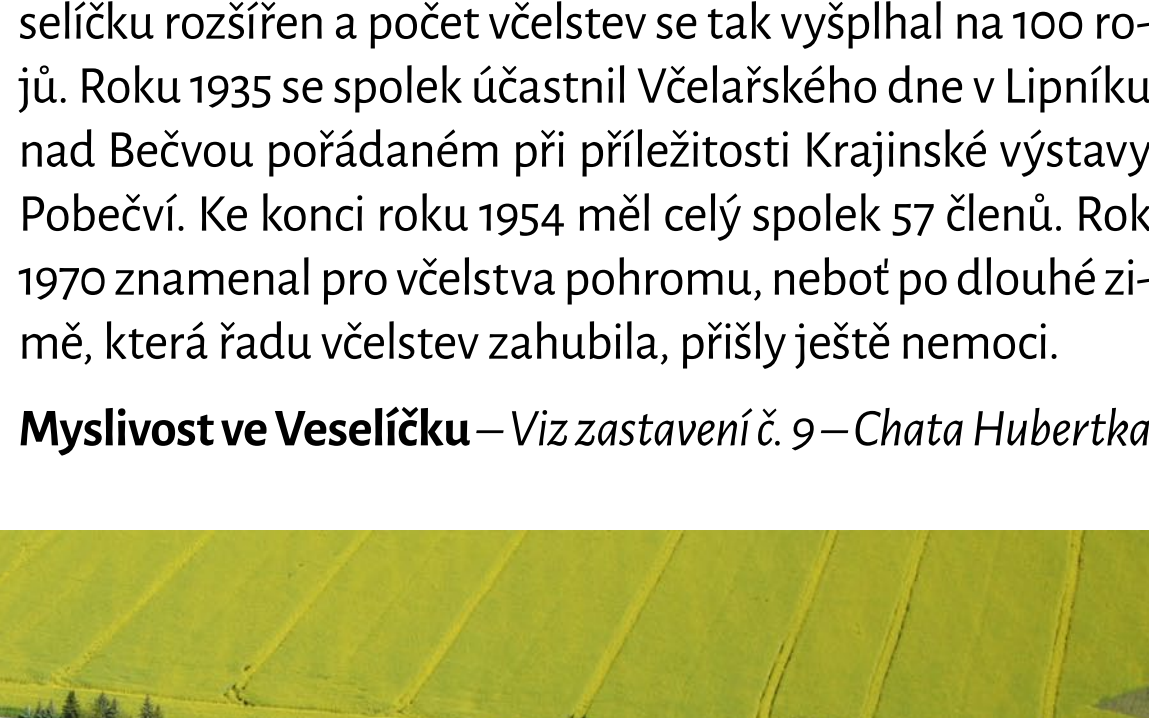 selíčku rozšířen a počet včelstev se tak vyšplhal na 100 ro-
jů. Roku 1935 se spolek účastnil Včelařského dne v Lipníku
nad Bečvou pořádaném při příležitosti Krajinské výstavy
Pobečví. Ke konci roku 1954 měl celý spolek 57 členů. Rok
1970 znamenal pro včelstva pohromu, neboť po dlouhé zi-
mě, která řadu včelstev zahubila, přišly ještě nemoci.
Myslivost ve Veselíčku – Viz zastavení č. 9 – Chata Hubertka